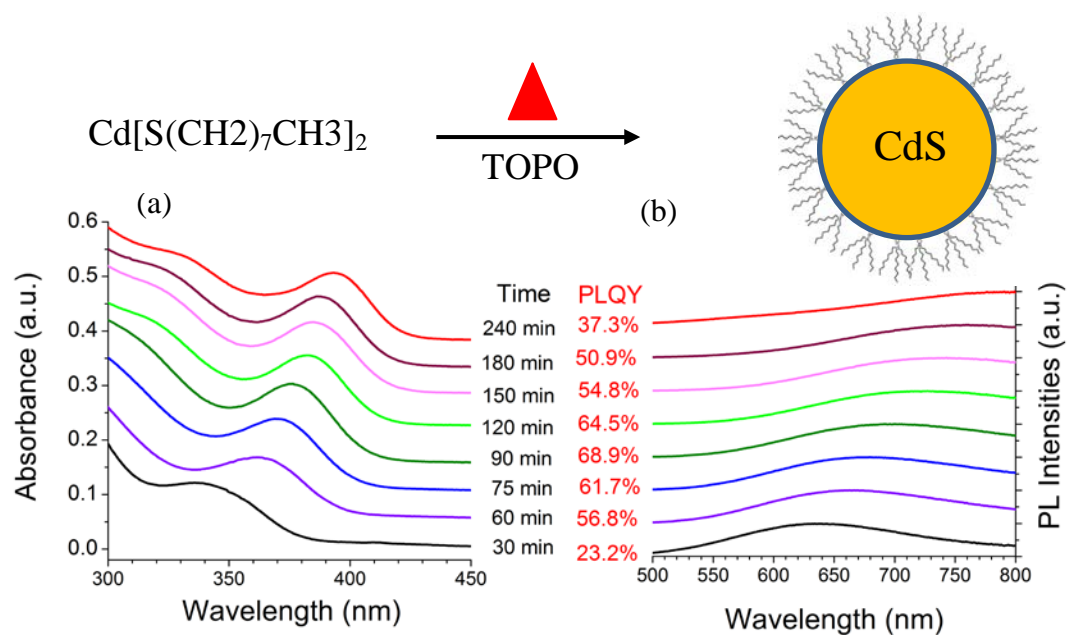 Cd[S(CH2)₇CH3]₂
TOPO
CdS
(a)
(b)
Absorbance (a.u.)
0.6
0.5
0.4
0.3
0.2
0.1
0.0
300 350 400 450
Wavelength (nm)
Time PLQY
240 min 37.3%
180 min 50.9%
150 min 54.8%
120 min 64.5%
90 min 68.9%
75 min 61.7%
60 min 56.8%
30 min 23.2%
500 550 600 650 700 750 800
Wavelength (nm)
PL Intensities (a.u.)